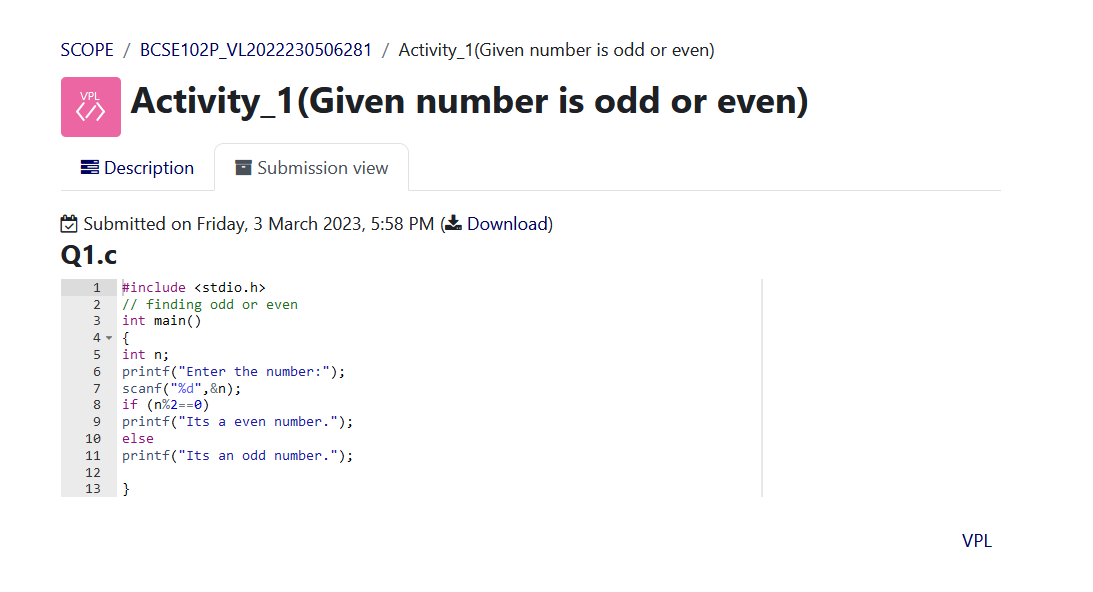 SCOPE / BCSE102P_VL2022230506281 / Activity_1(Given number is odd or even)
VPL
</>
Activity_1(Given number is odd or even)
Description
Submission view
Submitted on Friday, 3 March 2023, 5:58 PM (Download)
Q1.c
1 #include <stdio.h>
2 // finding odd or even
3 int main()
4 {
5 int n;
6 printf("Enter the number:");
7 scanf("%d",&n);
8 if (n%2==0)
9 printf("Its a even number.");
10 else
11 printf("Its an odd number.");
12
13 }
VPL